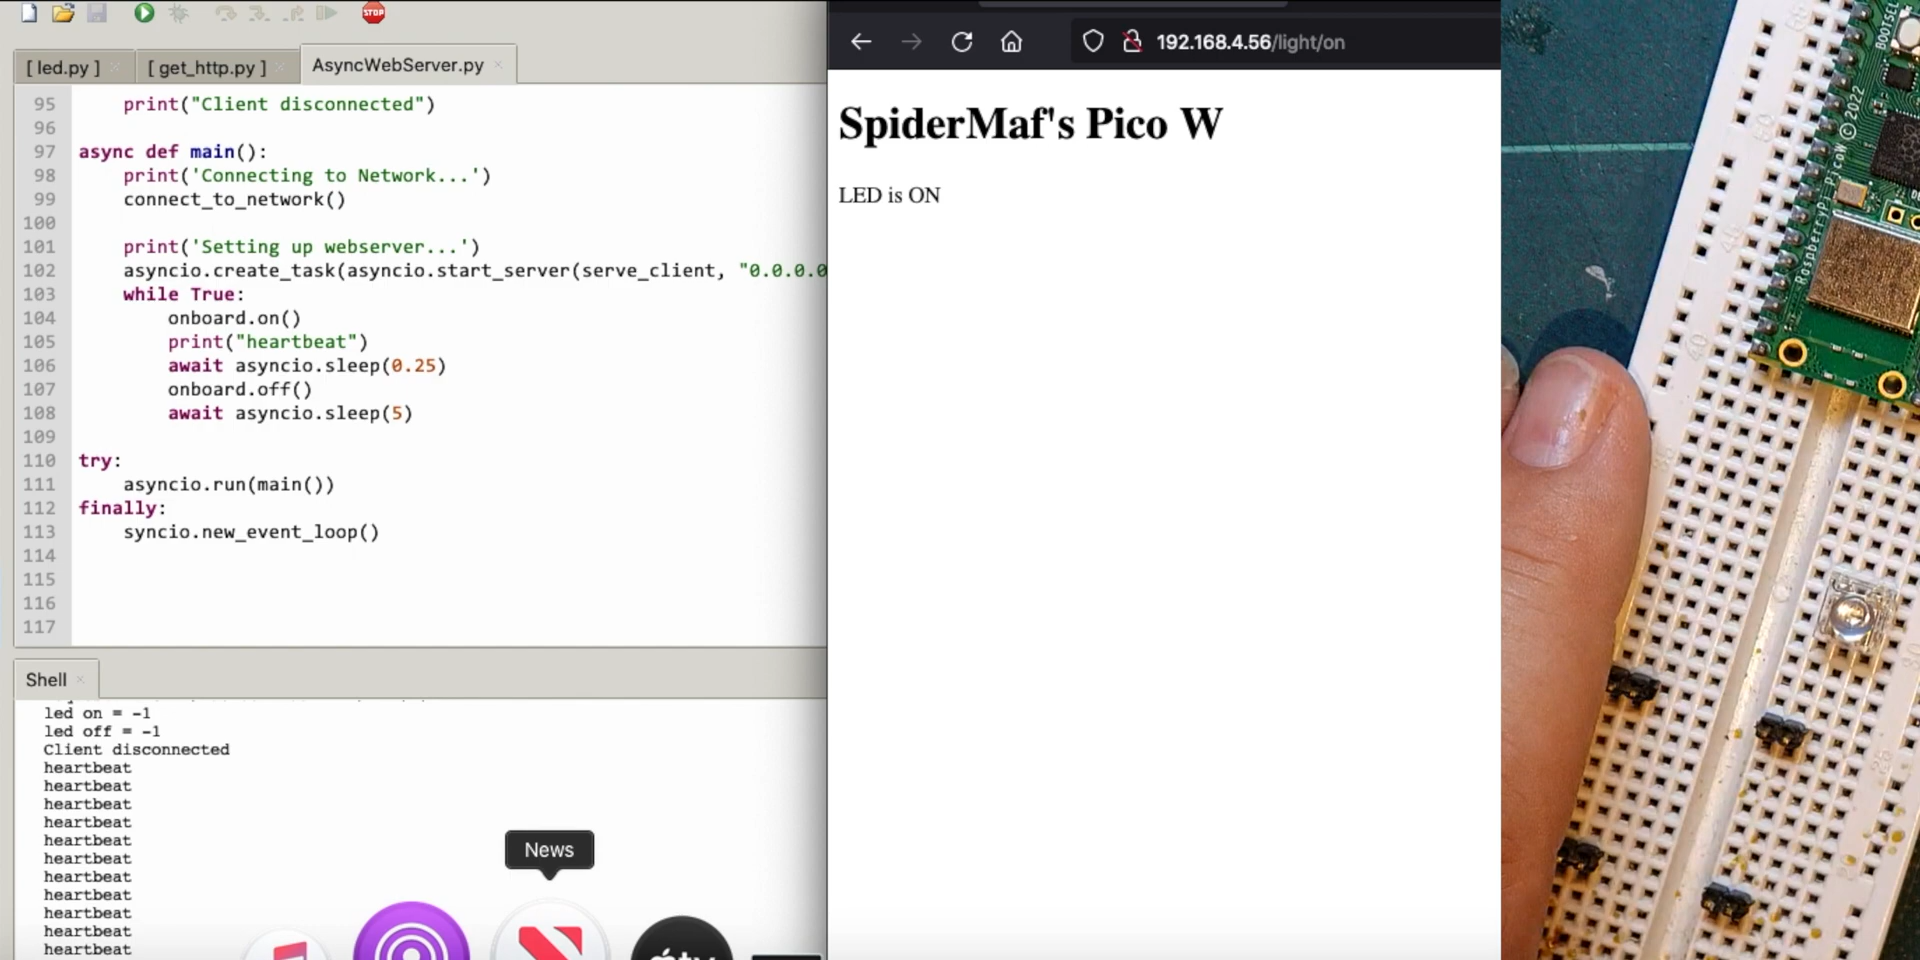 [ led.py ]
[ get_http.py ]
AsyncWebServer.py
95 print("Client disconnected")
96
97 async def main():
98 print('Connecting to Network...')
99 connect_to_network()
100
101 print('Setting up webserver...')
102 asyncio.create_task(asyncio.start_server(serve_client, "0.0.0.0
103 while True:
104 onboard.on()
105 print("heartbeat")
106 await asyncio.sleep(0.25)
107 onboard.off()
108 await asyncio.sleep(5)
109
110 try:
111 asyncio.run(main())
112 finally:
113 syncio.new_event_loop()
114
115
116
117
Shell
led on = -1
led off = -1
Client disconnected
heartbeat
heartbeat
heartbeat
heartbeat
heartbeat
heartbeat
heartbeat
heartbeat
heartbeat
heartbeat
heartbeat
News
tv
STOP
192.168.4.56/light/on
SpiderMaf's Pico W
LED is ON
BOOTSEL
RaspberryPi PicoW © 2022